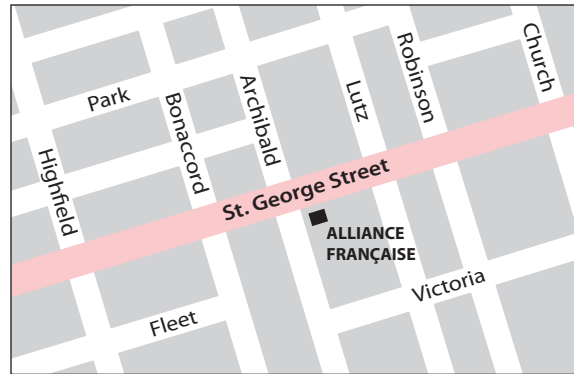 Park
Highfield
Bonaccord
Archibald
Lutz
Robinson
Church
St. George Street
ALLIANCE
FRANÇAISE
Fleet
Victoria